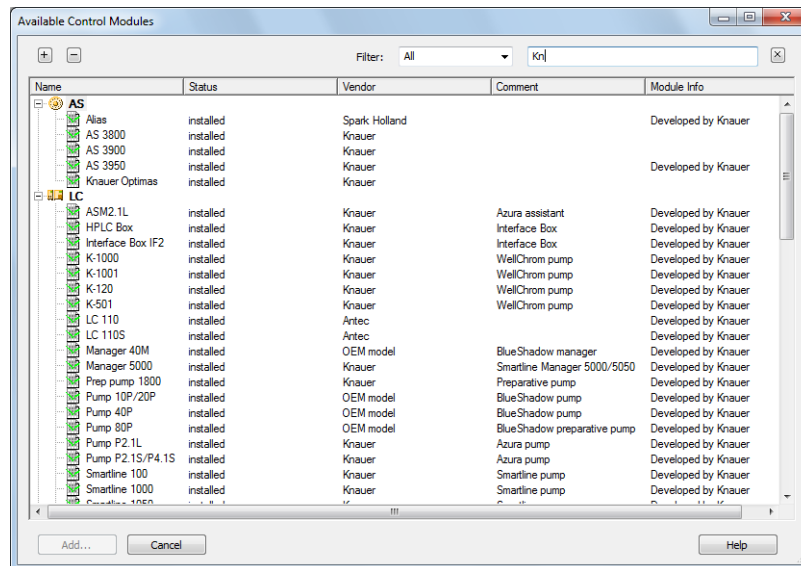 Available Control Modules
Filter: All Kn
Name Status Vendor Comment Module Info
AS
Alias installed Spark Holland Developed by Knauer
AS 3800 installed Knauer
AS 3900 installed Knauer
AS 3950 installed Knauer Developed by Knauer
Knauer Optimas installed Knauer
LC
ASM2.1L installed Knauer Azura assistant Developed by Knauer
HPLC Box installed Knauer Interface Box Developed by Knauer
Interface Box IF2 installed Knauer Interface Box Developed by Knauer
K-1000 installed Knauer WellChrom pump Developed by Knauer
K-1001 installed Knauer WellChrom pump Developed by Knauer
K-120 installed Knauer WellChrom pump Developed by Knauer
K-501 installed Knauer WellChrom pump Developed by Knauer
LC 110 installed Antec Developed by Knauer
LC 110S installed Antec Developed by Knauer
Manager 40M installed OEM model BlueShadow manager Developed by Knauer
Manager 5000 installed Knauer Smartline Manager 5000/5050 Developed by Knauer
Prep pump 1800 installed Knauer Preparative pump Developed by Knauer
Pump 10P/20P installed OEM model BlueShadow pump Developed by Knauer
Pump 40P installed OEM model BlueShadow pump Developed by Knauer
Pump 80P installed OEM model BlueShadow preparative pump Developed by Knauer
Pump P2.1L installed Knauer Azura pump Developed by Knauer
Pump P2.1S/P4.1S installed Knauer Azura pump Developed by Knauer
Smartline 100 installed Knauer Smartline pump Developed by Knauer
Smartline 1000 installed Knauer Smartline pump Developed by Knauer
Add... Cancel Help